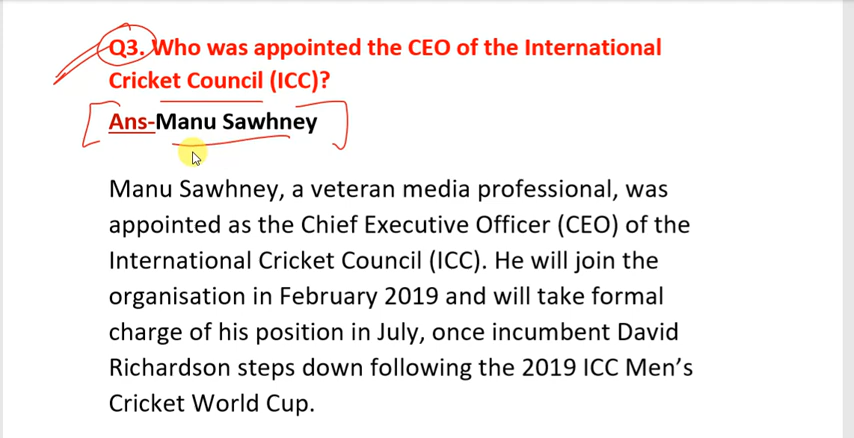 Q3. Who was appointed the CEO of the International
Cricket Council (ICC)?
Ans-Manu Sawhney
Manu Sawhney, a veteran media professional, was
appointed as the Chief Executive Officer (CEO) of the
International Cricket Council (ICC). He will join the
organisation in February 2019 and will take formal
charge of his position in July, once incumbent David
Richardson steps down following the 2019 ICC Men’s
Cricket World Cup.